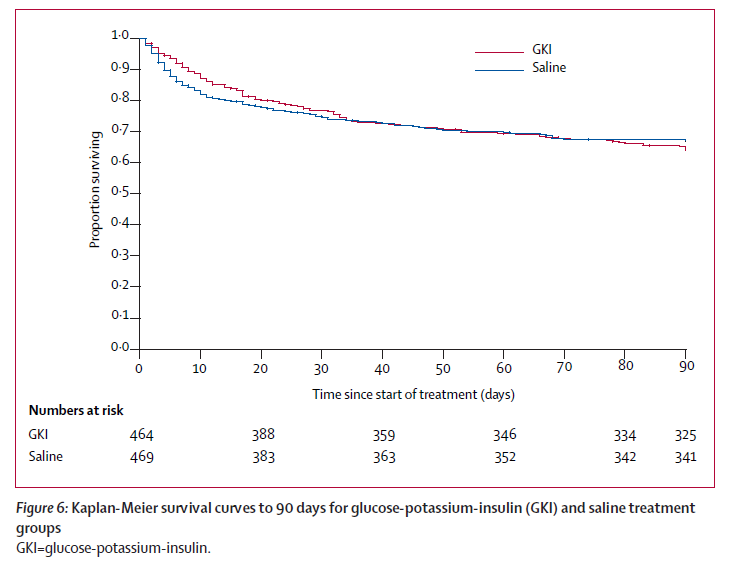 GKI
Saline
1·0
0·9
0·8
0·7
0·6
0·5
0·4
0·3
0·2
0·1
0·0
Proportion surviving
0 10 20 30 40 50 60 70 80 90
Time since start of treatment (days)
Numbers at risk
GKI 464 388 359 346 334 325
Saline 469 383 363 352 342 341
Figure 6: Kaplan-Meier survival curves to 90 days for glucose-potassium-insulin (GKI) and saline treatment
groups
GKI=glucose-potassium-insulin.